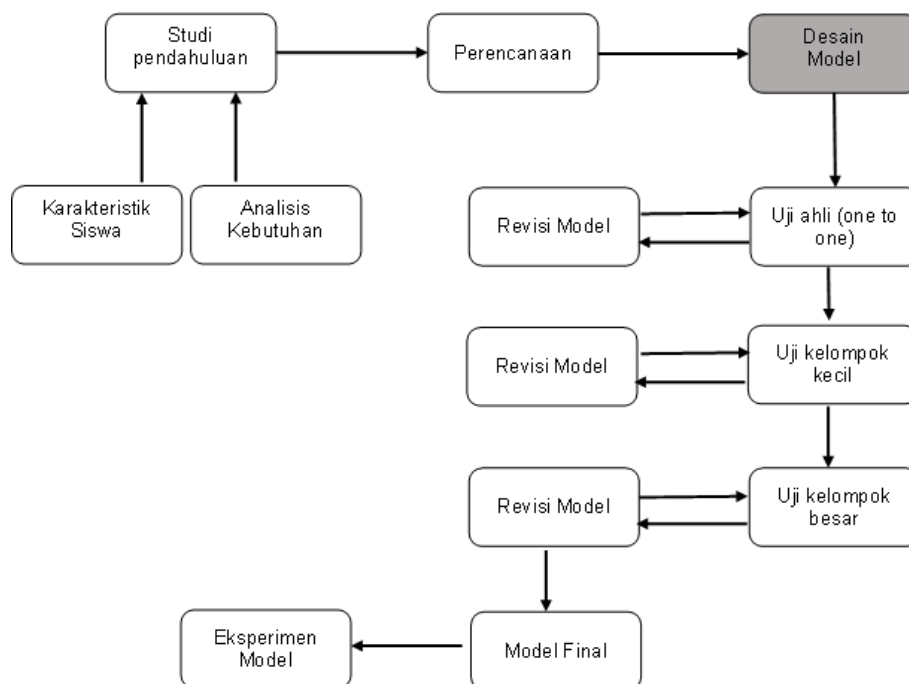 Studi
pendahuluan
Perencanaan
Desain
Model
Karakteristik
Siswa
Analisis
Kebutuhan
Revisi Model
Uji ahli (one to
one)
Revisi Model
Uji kelompok
kecil
Revisi Model
Uji kelompok
besar
Eksperimen
Model
Model Final